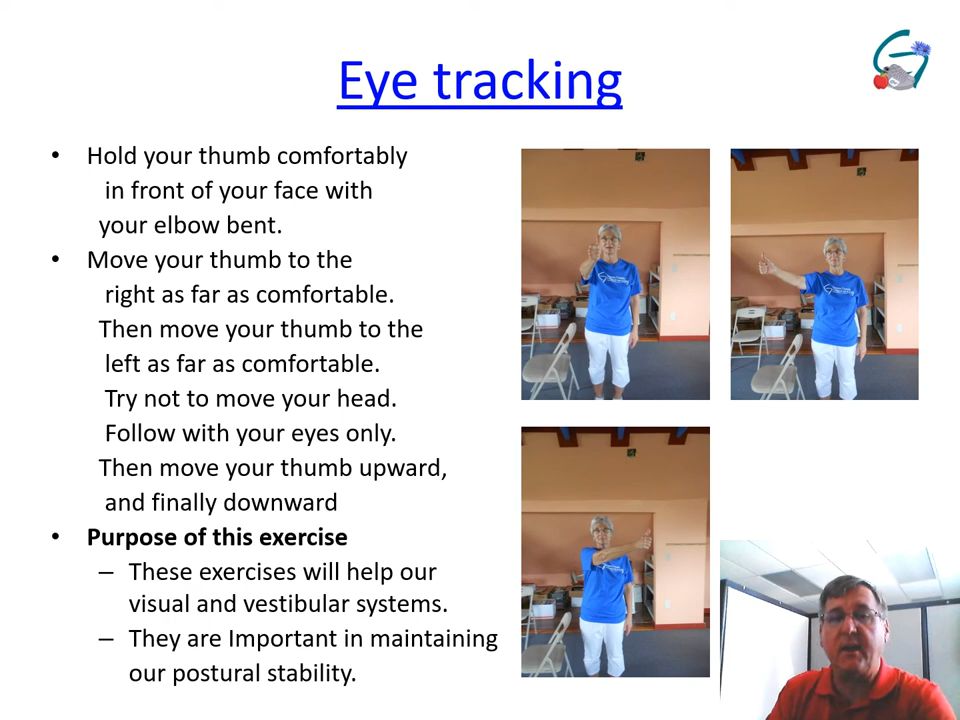 Eye tracking
• Hold your thumb comfortably
in front of your face with
your elbow bent.
• Move your thumb to the
right as far as comfortable.
Then move your thumb to the
left as far as comfortable.
Try not to move your head.
Follow with your eyes only.
Then move your thumb upward,
and finally downward
• Purpose of this exercise
– These exercises will help our
visual and vestibular systems.
– They are Important in maintaining
our postural stability.